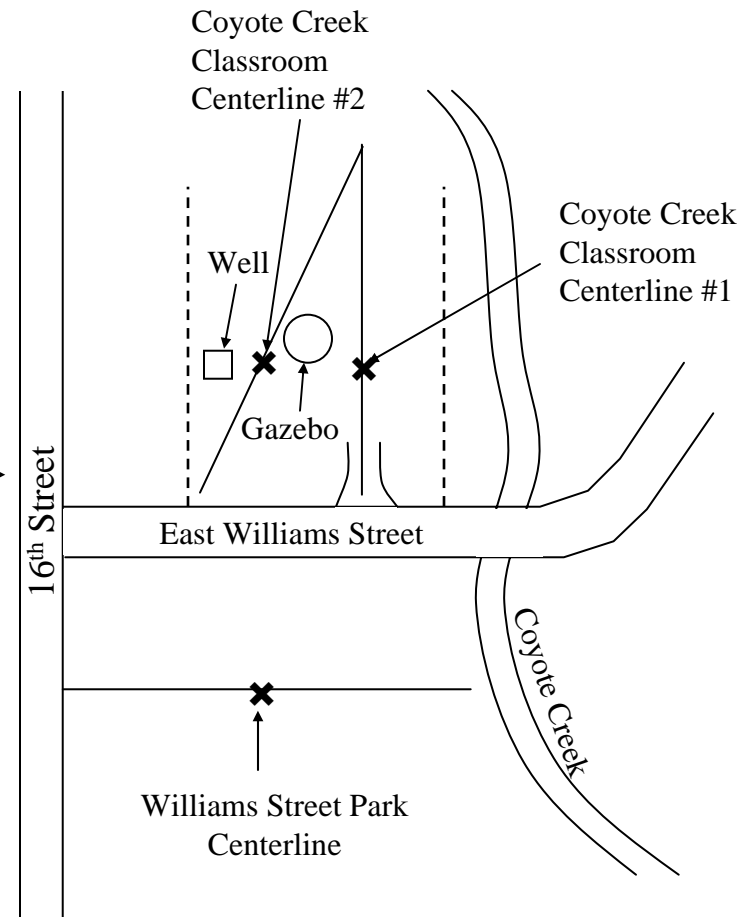 Coyote Creek
Classroom
Centerline #2
Coyote Creek
Classroom
Centerline #1
Well
Gazebo
16th Street
East Williams Street
Coyote Creek
Williams Street Park
Centerline